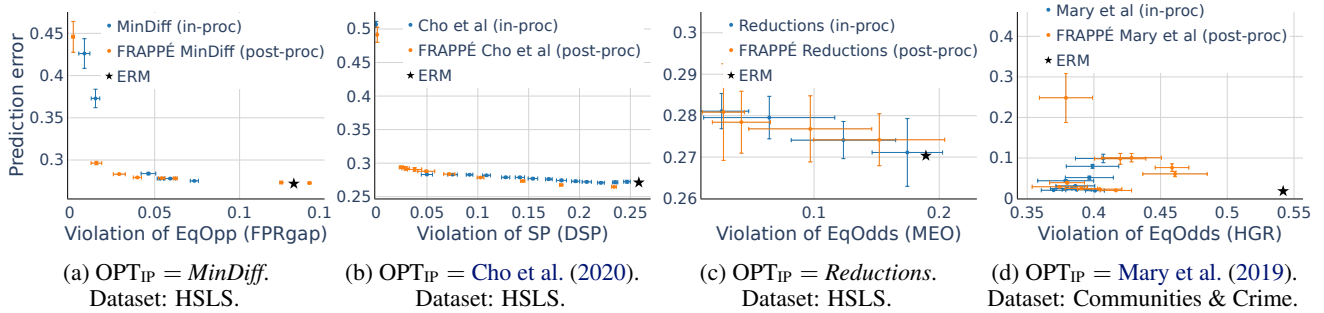 Prediction error
0.45
0.4
0.35
0.3
MinDiff (in-proc)
FRAPPÉ MinDiff (post-proc)
ERM
0
0.05
0.1
0.1
Violation of EqOpp (FPRgap)
(a) OPT_IP = MinDiff.
Dataset: HSLS.
0.5
0.45
0.4
0.35
0.3
0.25
0.2
Cho et al (in-proc)
FRAPPÉ Cho et al (post-proc)
ERM
0
0.05
0.1
0.15
0.2
0.25
Violation of SP (DSP)
(b) OPT_IP = Cho et al. (2020).
Dataset: HSLS.
0.3
0.29
0.28
0.27
0.26
Reductions (in-proc)
FRAPPÉ Reductions (post-proc)
ERM
0.1
0.2
Violation of EqOdds (MEO)
(c) OPT_IP = Reductions.
Dataset: HSLS.
0.4
0.3
0.2
0.1
0
Mary et al (in-proc)
FRAPPÉ Mary et al (post-proc)
ERM
0.35
0.4
0.45
0.5
0.55
Violation of EqOdds (HGR)
(d) OPT_IP = Mary et al. (2019).
Dataset: Communities & Crime.